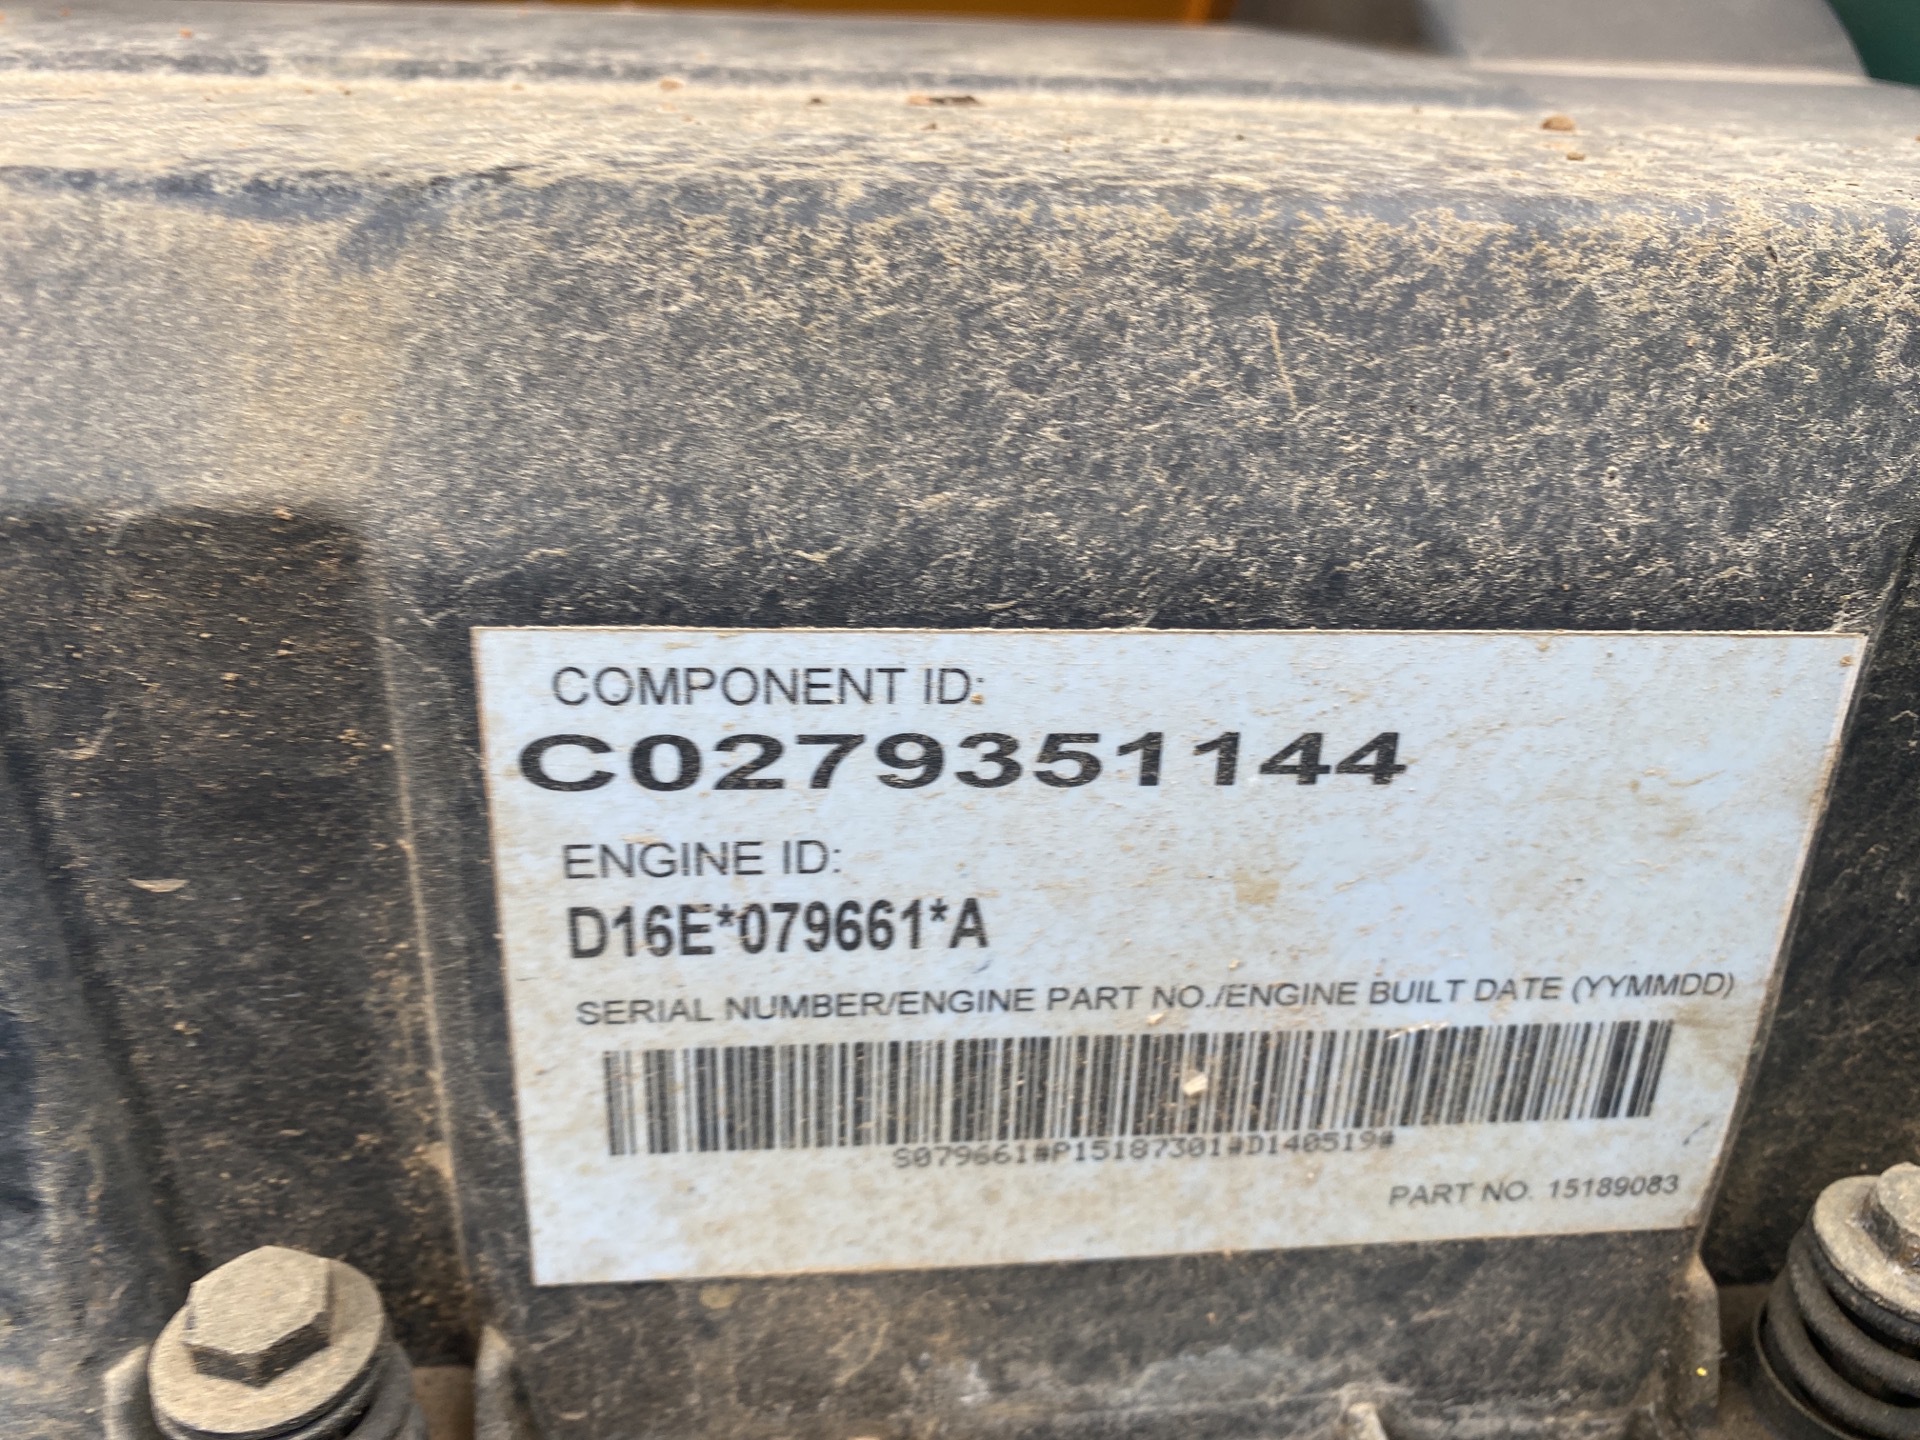 COMPONENT ID:
C0279351144
ENGINE ID:
D16E*079661*A
SERIAL NUMBER/ENGINE PART NO./ENGINE BUILT DATE (YYMMDD)
S079661#P15187301#D140519#
PART NO. 15189083